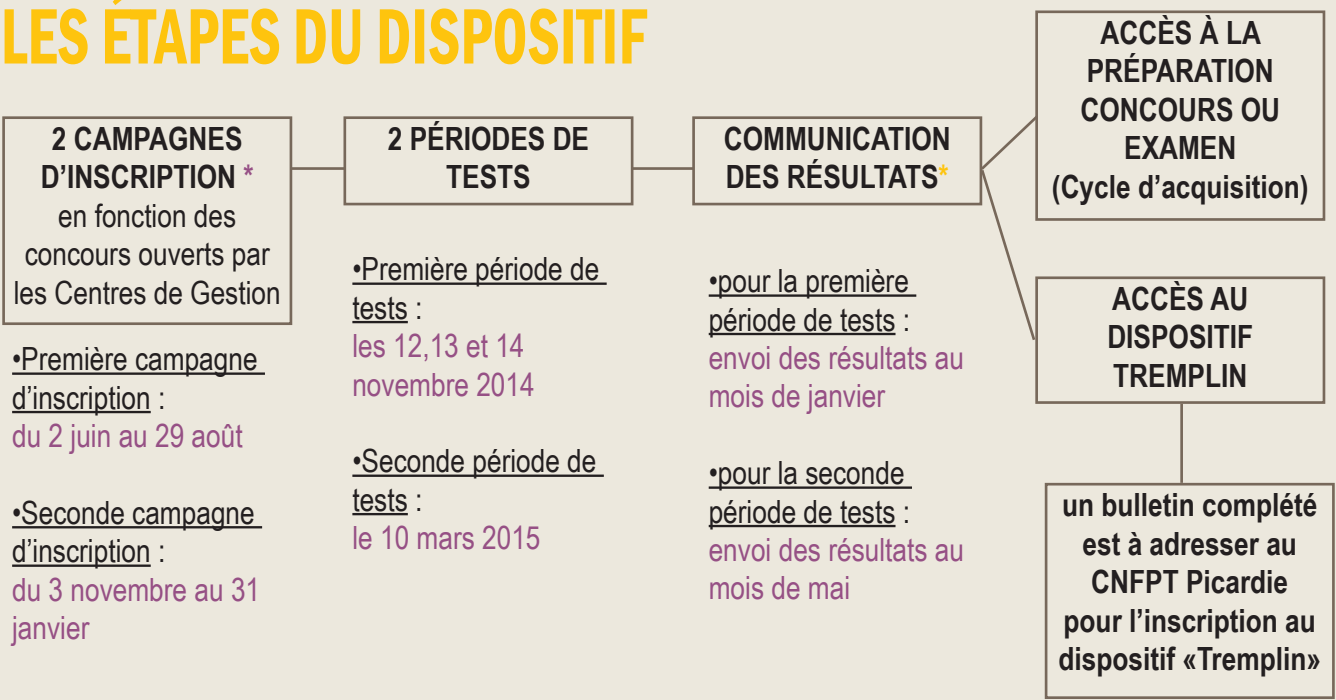 LES ÉTAPES DU DISPOSITIF
2 CAMPAGNES
D’INSCRIPTION *
en fonction des
concours ouverts par
les Centres de Gestion
•Première campagne
d’inscription :
du 2 juin au 29 août
•Seconde campagne
d’inscription :
du 3 novembre au 31
janvier
2 PÉRIODES DE
TESTS
•Première période de
tests :
les 12,13 et 14
novembre 2014
•Seconde période de
tests :
le 10 mars 2015
COMMUNICATION
DES RÉSULTATS*
•pour la première
période de tests :
envoi des résultats au
mois de janvier
•pour la seconde
période de tests :
envoi des résultats au
mois de mai
ACCÈS À LA
PRÉPARATION
CONCOURS OU
EXAMEN
(Cycle d’acquisition)
ACCÈS AU
DISPOSITIF
TREMPLIN
un bulletin complété
est à adresser au
CNFPT Picardie
pour l’inscription au
dispositif «Tremplin»